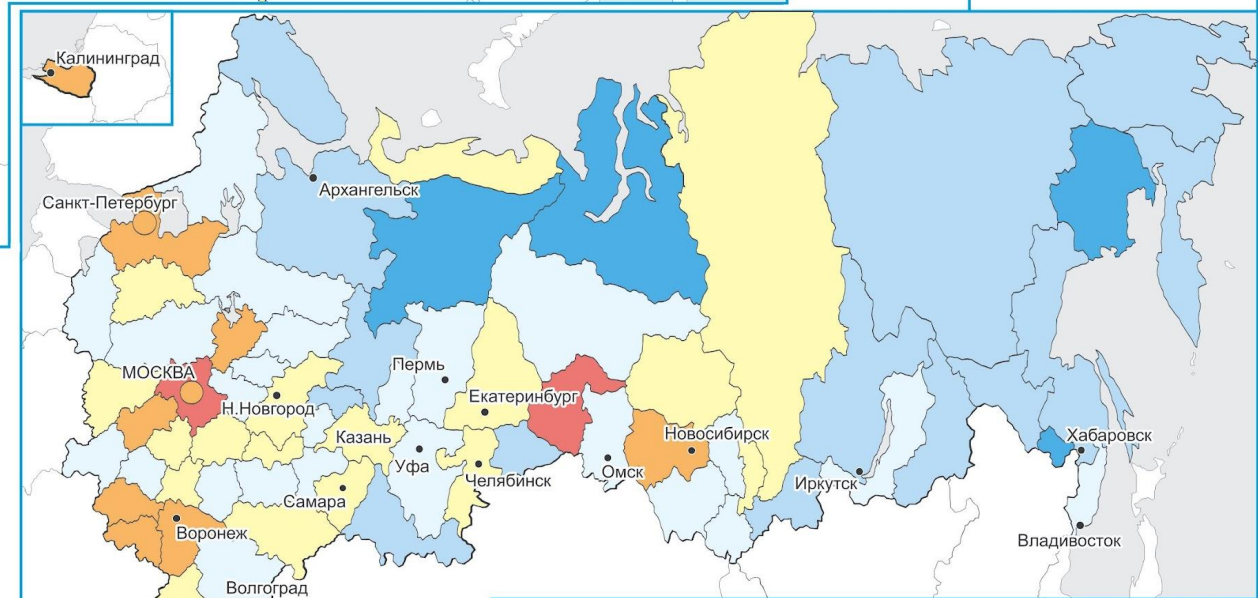 Калининград
Архангельск
Санкт-Петербург
МОСКВА
Пермь
Н.Новгород
Екатеринбург
Казань
Новосибирск
Хабаровск
Уфа
Челябинск
Омск
Иркутск
Самара
Воронеж
Владивосток
Волгоград